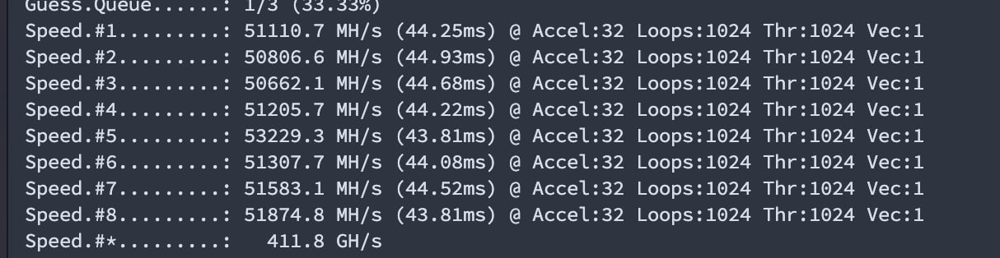 Guess.Queue......: 1/3 (33.33%)
Speed.#1.........: 51110.7 MH/s (44.25ms) @ Accel:32 Loops:1024 Thr:1024 Vec:1
Speed.#2.........: 50806.6 MH/s (44.93ms) @ Accel:32 Loops:1024 Thr:1024 Vec:1
Speed.#3.........: 50662.1 MH/s (44.68ms) @ Accel:32 Loops:1024 Thr:1024 Vec:1
Speed.#4.........: 51205.7 MH/s (44.22ms) @ Accel:32 Loops:1024 Thr:1024 Vec:1
Speed.#5.........: 53229.3 MH/s (43.81ms) @ Accel:32 Loops:1024 Thr:1024 Vec:1
Speed.#6.........: 51307.7 MH/s (44.08ms) @ Accel:32 Loops:1024 Thr:1024 Vec:1
Speed.#7.........: 51583.1 MH/s (44.52ms) @ Accel:32 Loops:1024 Thr:1024 Vec:1
Speed.#8.........: 51874.8 MH/s (43.81ms) @ Accel:32 Loops:1024 Thr:1024 Vec:1
Speed.#*.........:   411.8 GH/s